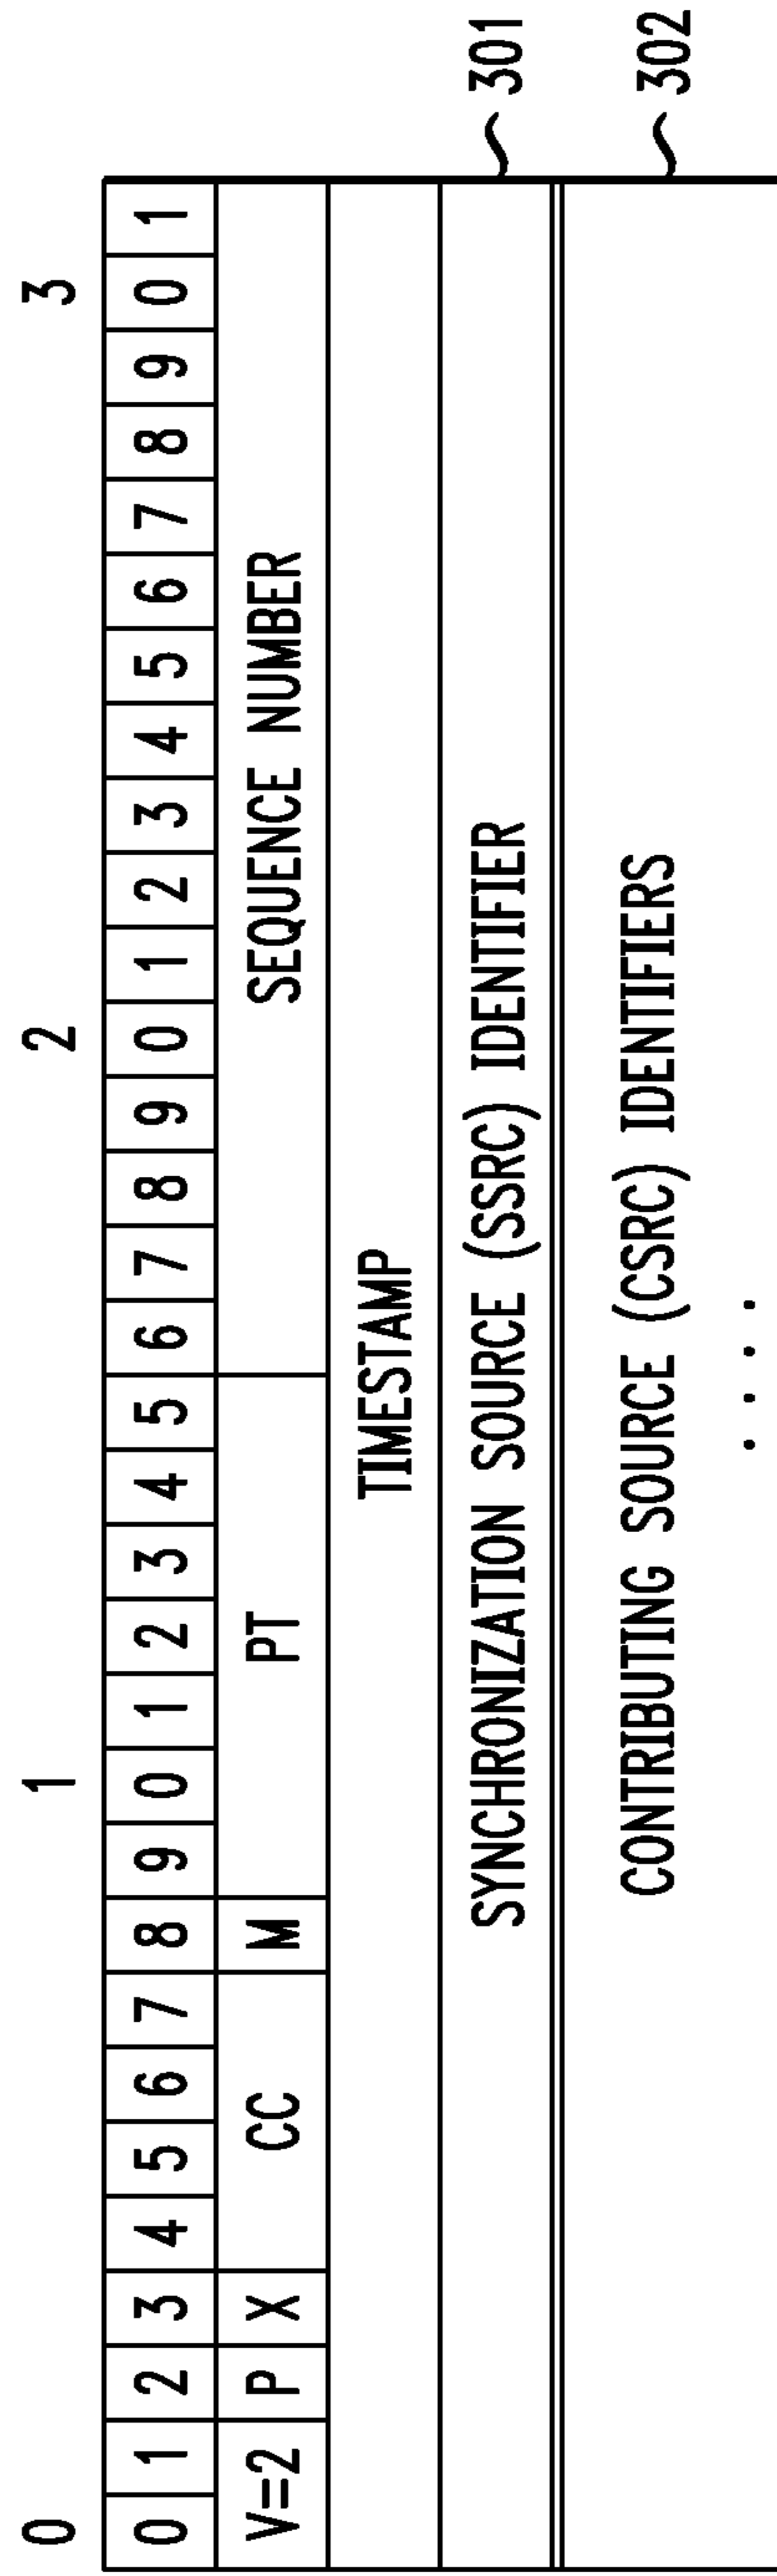 0 1 2 3
0 1 2 3 4 5 6 7 8 9 0 1 2 3 4 5 6 7 8 9 0 1 2 3 4 5 6 7 8 9 0 1
V=2 P X CC M PT SEQUENCE NUMBER
TIMESTAMP
SYNCHRONIZATION SOURCE (SSRC) IDENTIFIER 301
CONTRIBUTING SOURCE (CSRC) IDENTIFIERS 302
. . . .